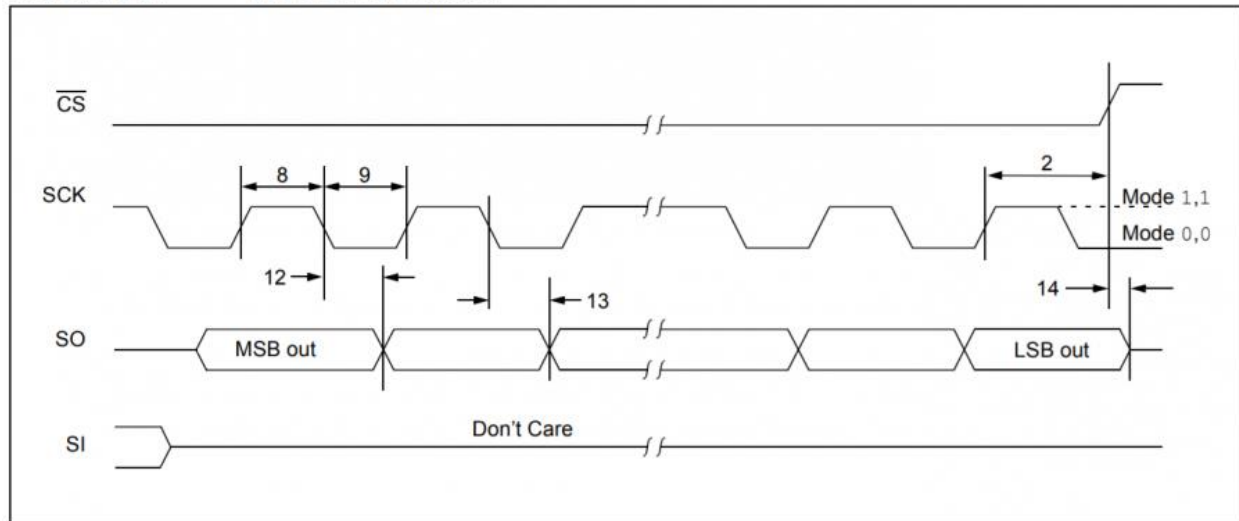 CS
2
8
9
SCK
Mode 1,1
Mode 0,0
12
13
14
SO
MSB out
LSB out
SI
Don't Care